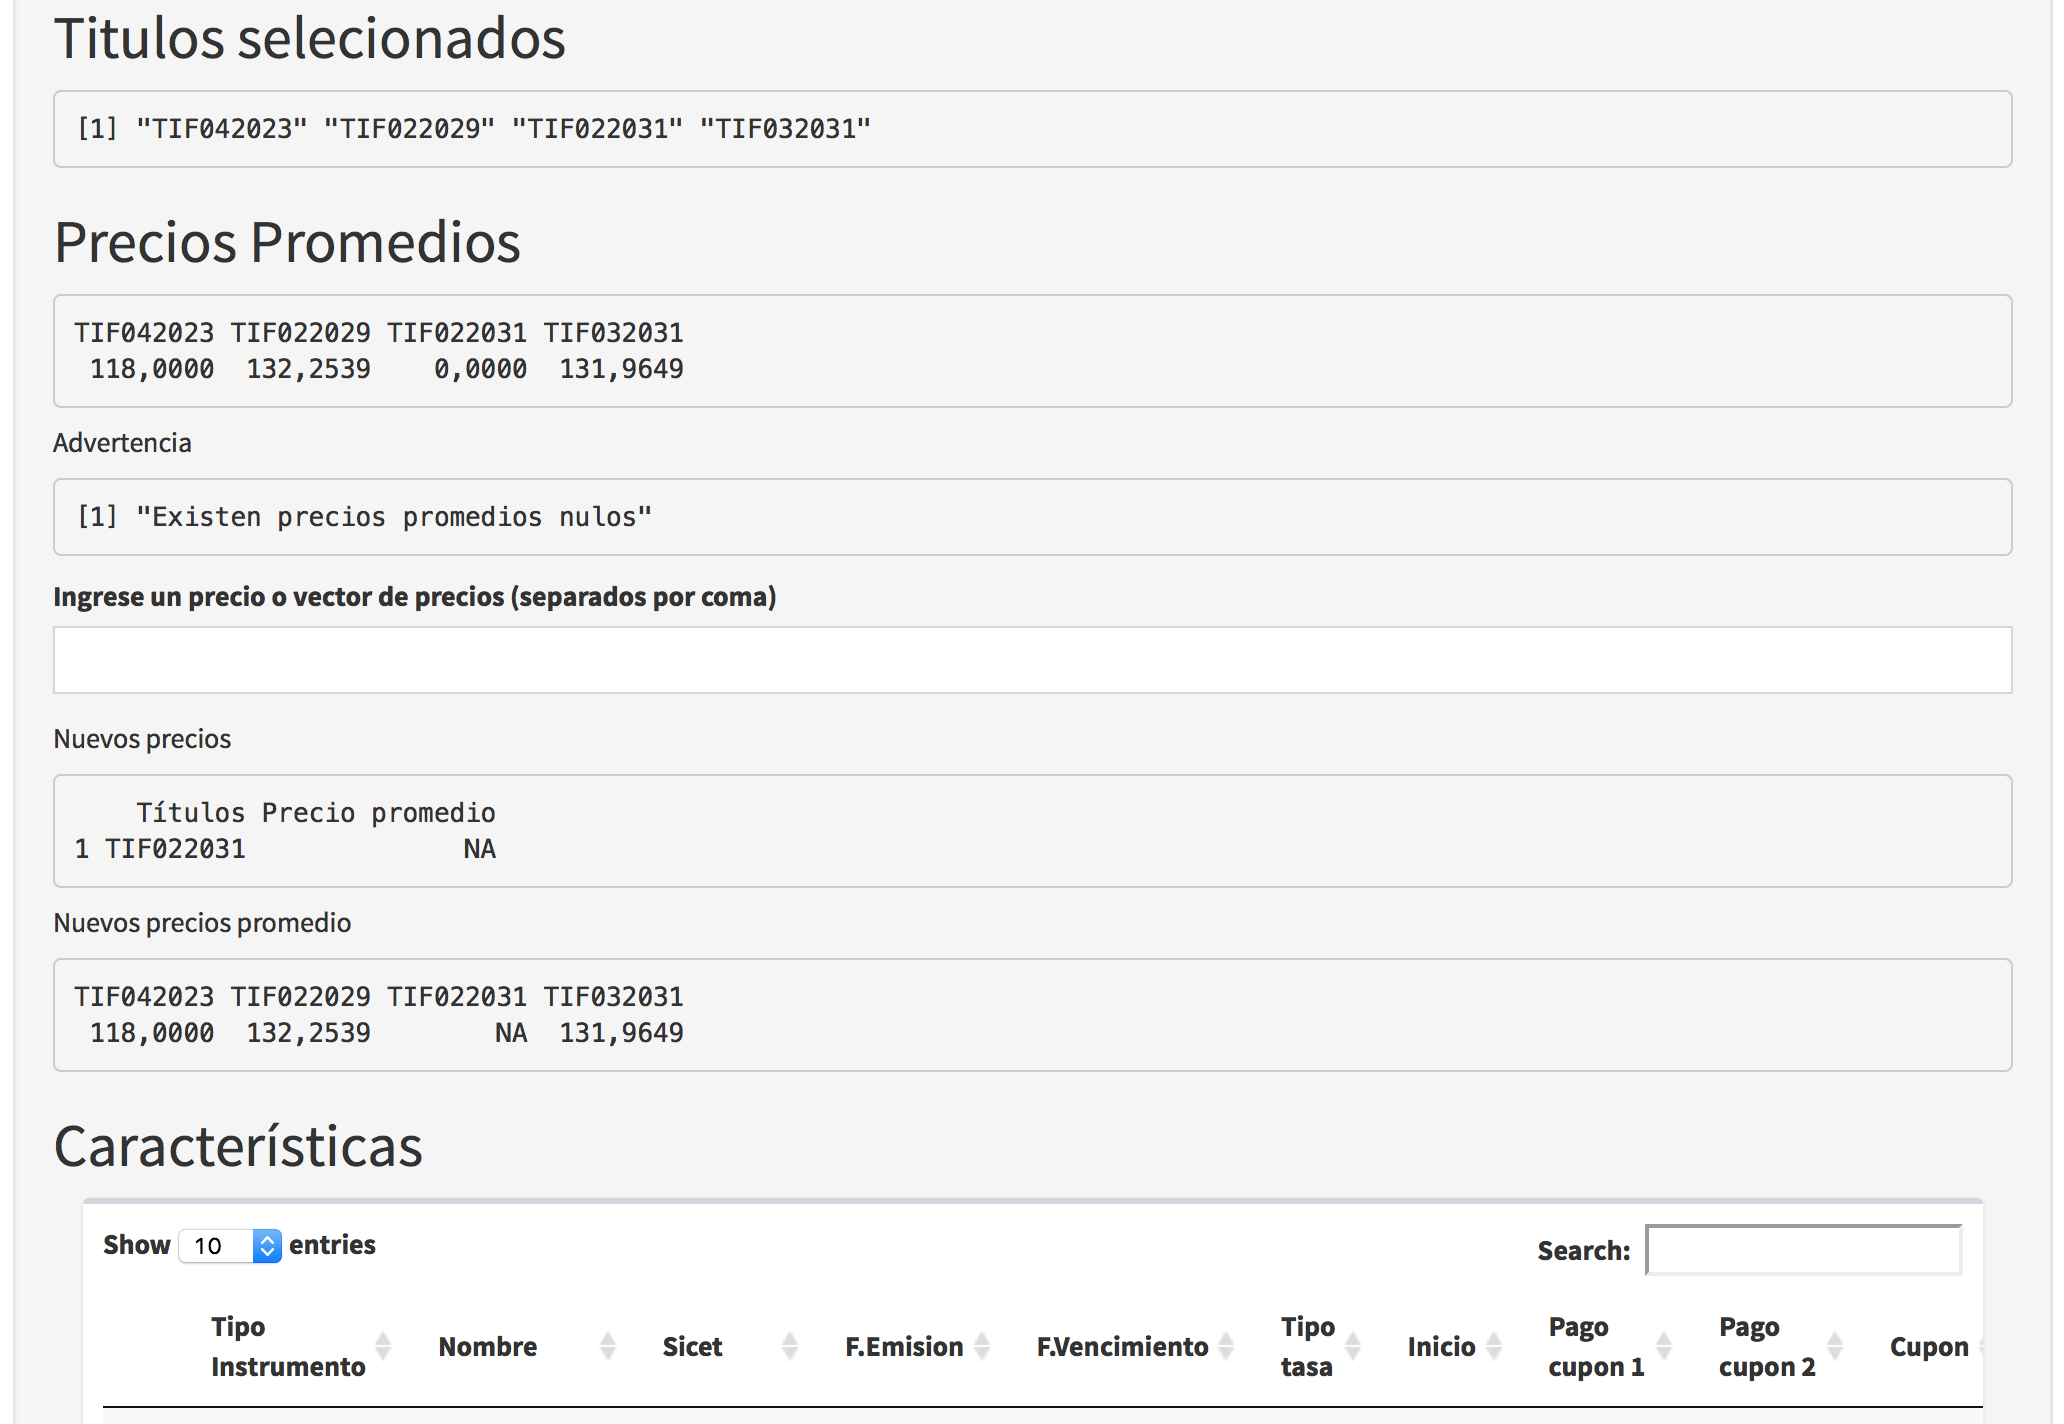 Titulos selecionados
[1] "TIF042023" "TIF022029" "TIF022031" "TIF032031"
Precios Promedios
TIF042023 TIF022029 TIF022031 TIF032031
118,0000 132,2539 0,0000 131,9649
Advertencia
[1] "Existen precios promedios nulos"
Ingrese un precio o vector de precios (separados por coma)
Nuevos precios
Títulos Precio promedio
1 TIF022031 NA
Nuevos precios promedio
TIF042023 TIF022029 TIF022031 TIF032031
118,0000 132,2539 NA 131,9649
Características
Show 10 entries Search:
Tipo Instrumento Nombre Sicet F.Emision F.Vencimiento Tipo tasa Inicio Pago cupon 1 Pago cupon 2 Cupon